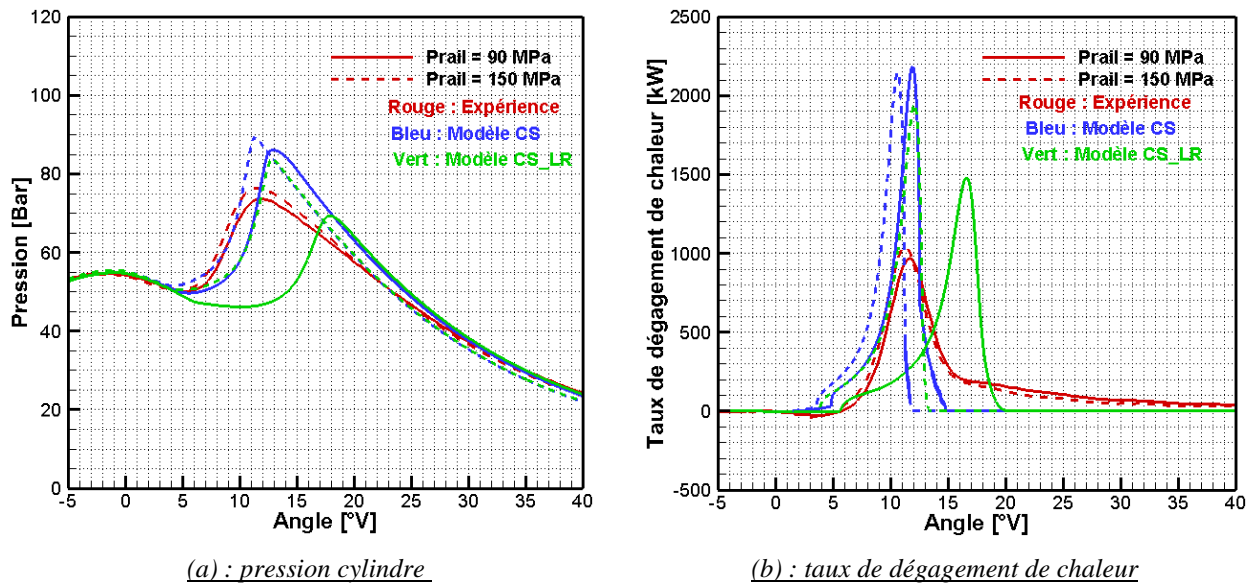 120
100
80
60
40
20
0
-5
0
5
10
15
20
25
30
35
40
Pression [Bar]
Angle [°V]
Prail = 90 MPa
Prail = 150 MPa
Rouge : Expérience
Bleu : Modèle CS
Vert : Modèle CS_LR
(a) : pression cylindre
2500
2000
1500
1000
500
0
-500
-5
0
5
10
15
20
25
30
35
40
Taux de dégagement de chaleur [kW]
Angle [°V]
Prail = 90 MPa
Prail = 150 MPa
Rouge : Expérience
Bleu : Modèle CS
Vert : Modèle CS_LR
(b) : taux de dégagement de chaleur